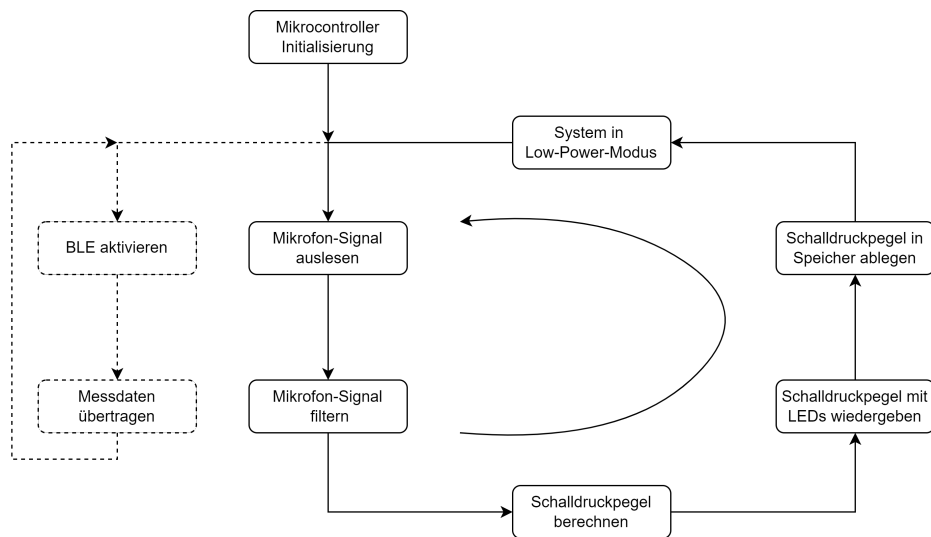 Mikrocontroller
Initialisierung
System in
Low-Power-Modus
BLE aktivieren
Mikrofon-Signal
auslesen
Schalldruckpegel in
Speicher ablegen
Messdaten
übertragen
Mikrofon-Signal
filtern
Schalldruckpegel mit
LEDs wiedergeben
Schalldruckpegel
berechnen